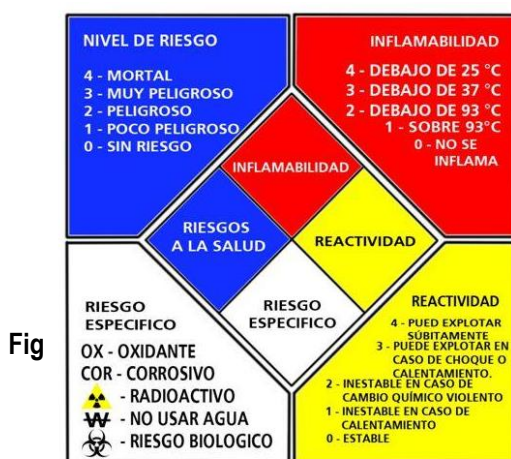 NIVEL DE RIESGO
4 - MORTAL
3 - MUY PELIGROSO
2 - PELIGROSO
1 - POCO PELIGROSO
0 - SIN RIESGO
INFLAMABILIDAD
4 - DEBAJO DE 25 °C
3 - DEBAJO DE 37 °C
2 - DEBAJO DE 93 °C
1 - SOBRE 93°C
0 - NO SE
INFLAMA
INFLAMABILIDAD
RIESGOS
A LA SALUD
REACTIVIDAD
RIESGO
ESPECIFICO
Fig
RIESGO
ESPECIFICO
OX - OXIDANTE
COR - CORROSIVO
- RADIOACTIVO
W - NO USAR AGUA
- RIESGO BIOLOGICO
REACTIVIDAD
4 - PUED EXPLOTAR
SÚBITAMENTE
3 - PUEDE EXPLOTAR EN
CASO DE CHOQUE O
CALENTAMIENTO.
2 - INESTABLE EN CASO DE
CAMBIO QUÍMICO VIOLENTO
1 - INESTABLE EN CASO DE
CALENTAMIENTO
0 - ESTABLE